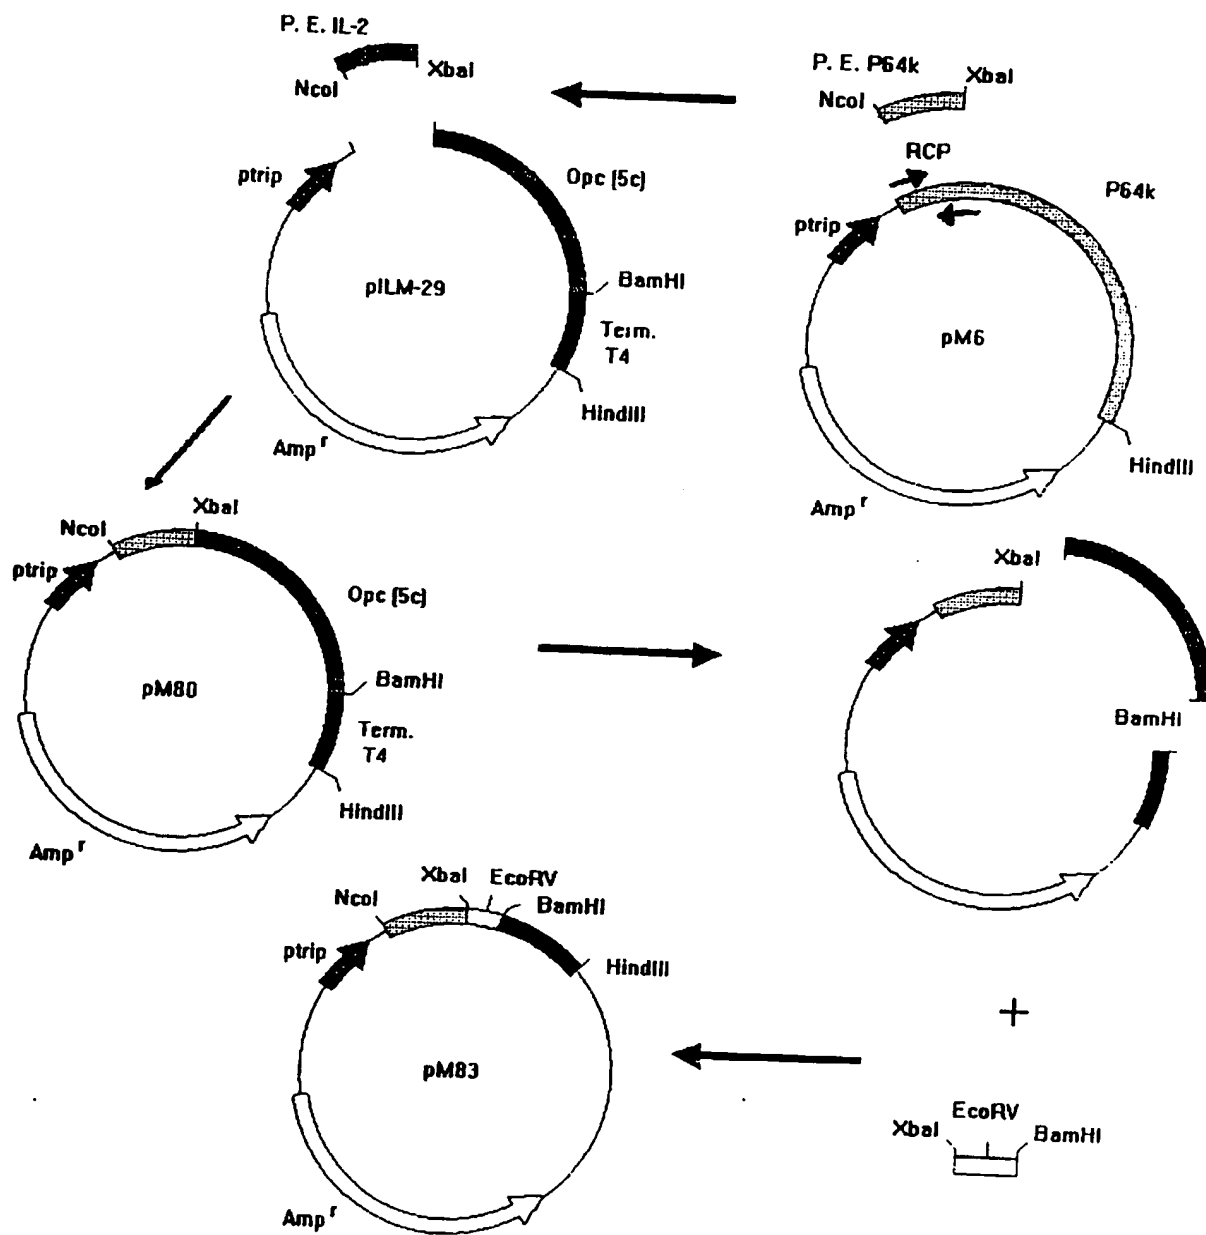 P. E. IL-2
NcoI
XbaI
ptrip
Opc (5c)
pILM-29
BamHI
Term.
T4
HindIII
Amp r
P. E. P64k
XbaI
NcoI
RCP
P64k
ptrip
pM6
HindIII
Amp r
NcoI
XbaI
ptrip
Opc (5c)
pM80
BamHI
Term.
T4
HindIII
Amp r
XbaI
BamHI
+
XbaI
EcoRV
BamHI
NcoI
XbaI
EcoRV
BamHI
ptrip
HindIII
pM83
Amp r